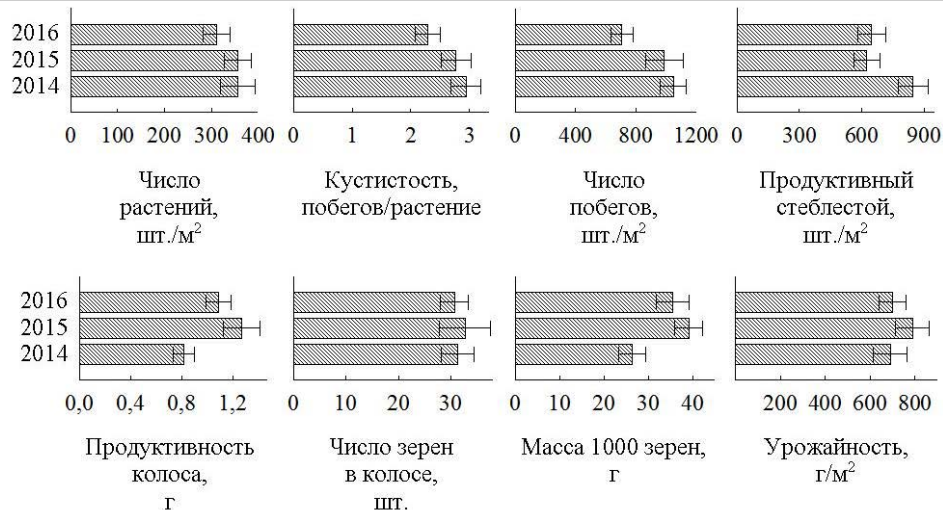 2016
2015
2014
0 100 200 300 400
0 1 2 3
0 400 800 1200
0 300 600 900
Число
растений,
шт./м²
Кустистость,
побегов/растение
Число
побегов,
шт./м²
Продуктивный
стеблестой,
шт./м²
2016
2015
2014
0,0 0,4 0,8 1,2
0 10 20 30
0 10 20 30 40
200 400 600 800
Продуктивность
колоса,
г
Число зерен
в колосе,
шт.
Масса 1000 зерен,
г
Урожайность,
г/м²